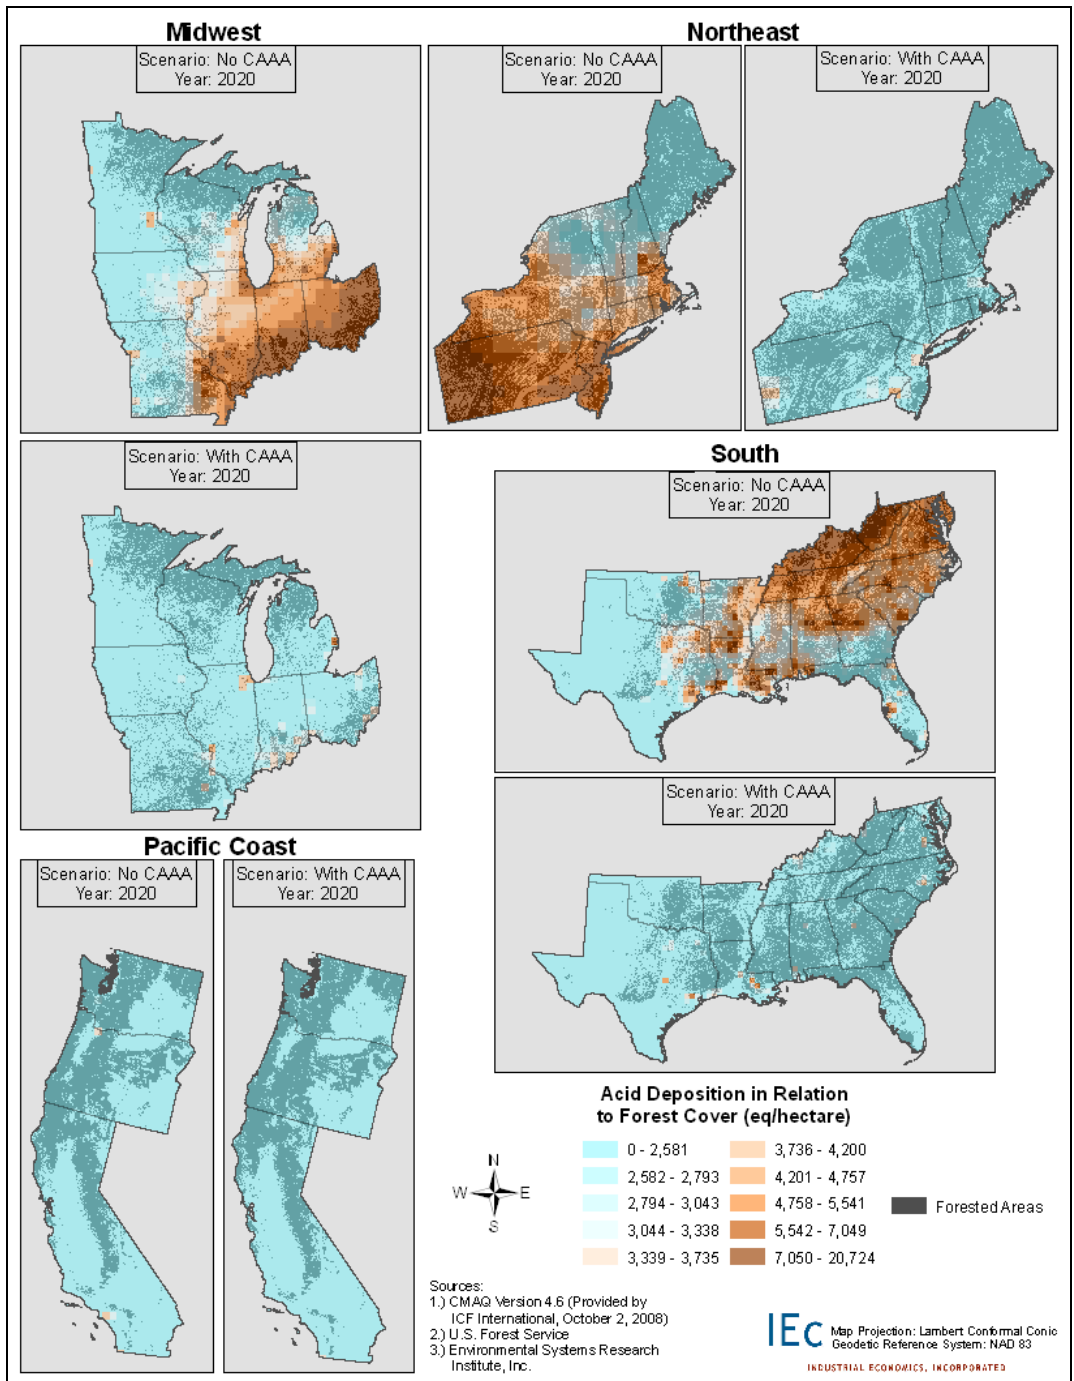 Midwest
Northeast
Scenario: No CAAA
Year: 2020
Scenario: No CAAA
Year: 2020
Scenario: With CAAA
Year: 2020
Scenario: With CAAA
Year: 2020
South
Scenario: No CAAA
Year: 2020
Scenario: With CAAA
Year: 2020
Pacific Coast
Scenario: No CAAA
Year: 2020
Scenario: With CAAA
Year: 2020
Acid Deposition in Relation
to Forest Cover (eq/hectare)
0 - 2,581
2,582 - 2,793
2,794 - 3,043
3,044 - 3,338
3,339 - 3,735
3,736 - 4,200
4,201 - 4,757
4,758 - 5,541
5,542 - 7,049
7,050 - 20,724
Forested Areas
N
W E
S
Sources:
1.) CMAQ Version 4.6 (Provided by
ICF International, October 2, 2008)
2.) U.S. Forest Service
3.) Environmental Systems Research
Institute, Inc.
IEc
Map Projection: Lambert Conformal Conic
Geodetic Reference System: NAD 83
INDUSTRIAL ECONOMICS, INCORPORATED